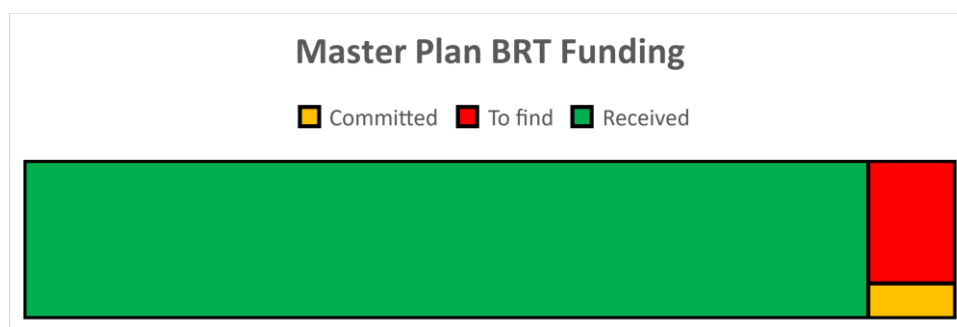 Master Plan BRT Funding
Committed To find Received